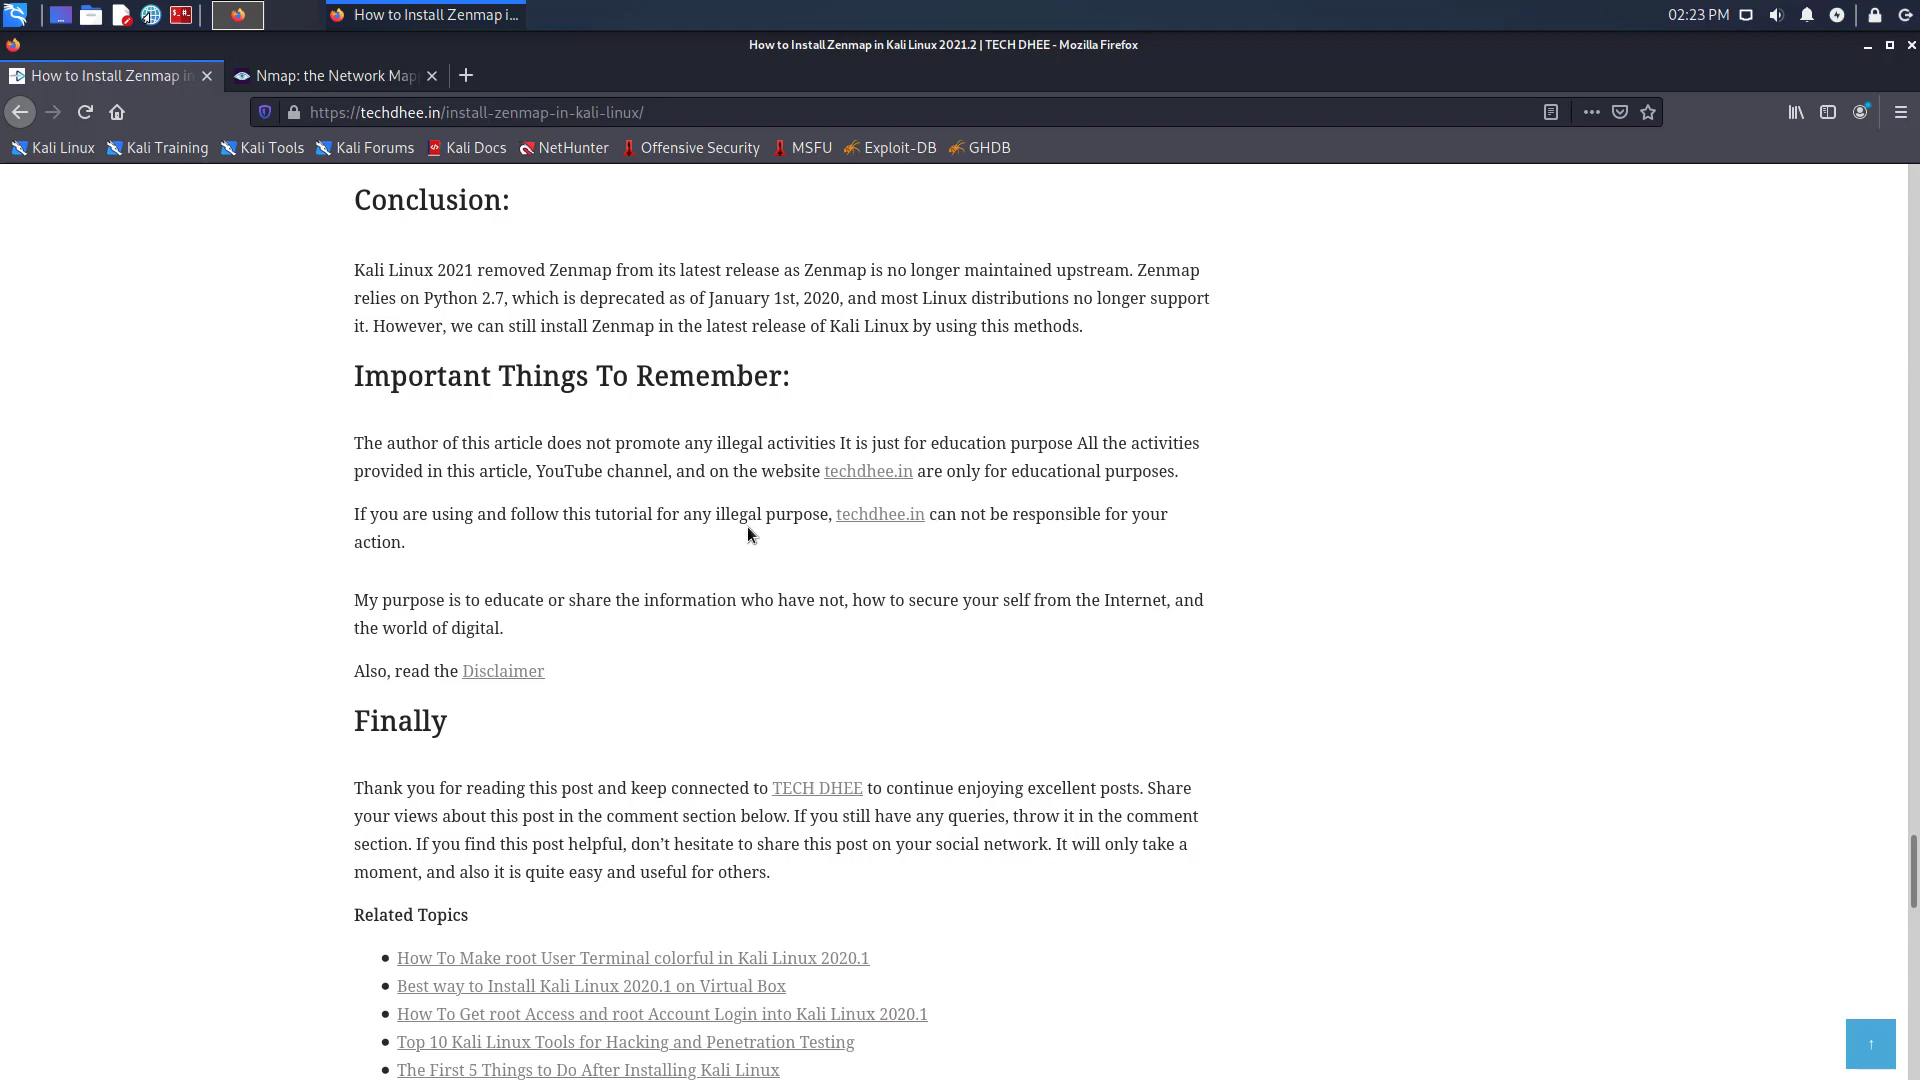 How to Install Zenmap i...
02:23 PM
How to Install Zenmap in Kali Linux 2021.2 | TECH DHEE - Mozilla Firefox
How to Install Zenmap in
Nmap: the Network Map
https://techdhee.in/install-zenmap-in-kali-linux/
Kali Linux Kali Training Kali Tools Kali Forums Kali Docs NetHunter Offensive Security MSFU Exploit-DB GHDB
Conclusion:
Kali Linux 2021 removed Zenmap from its latest release as Zenmap is no longer maintained upstream. Zenmap
relies on Python 2.7, which is deprecated as of January 1st, 2020, and most Linux distributions no longer support
it. However, we can still install Zenmap in the latest release of Kali Linux by using this methods.
Important Things To Remember:
The author of this article does not promote any illegal activities It is just for education purpose All the activities
provided in this article, YouTube channel, and on the website techdhee.in are only for educational purposes.
If you are using and follow this tutorial for any illegal purpose, techdhee.in can not be responsible for your
action.
My purpose is to educate or share the information who have not, how to secure your self from the Internet, and
the world of digital.
Also, read the Disclaimer
Finally
Thank you for reading this post and keep connected to TECH DHEE to continue enjoying excellent posts. Share
your views about this post in the comment section below. If you still have any queries, throw it in the comment
section. If you find this post helpful, don’t hesitate to share this post on your social network. It will only take a
moment, and also it is quite easy and useful for others.
Related Topics
How To Make root User Terminal colorful in Kali Linux 2020.1
Best way to Install Kali Linux 2020.1 on Virtual Box
How To Get root Access and root Account Login into Kali Linux 2020.1
Top 10 Kali Linux Tools for Hacking and Penetration Testing
The First 5 Things to Do After Installing Kali Linux